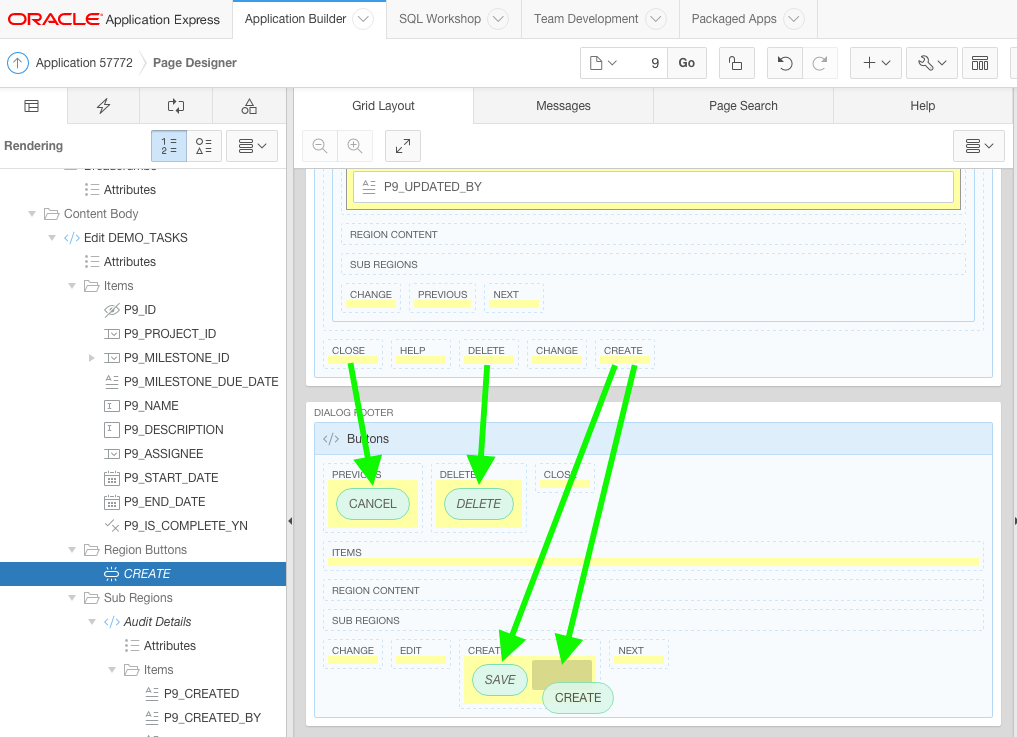 ORACLE Application Express
Application Builder
SQL Workshop
Team Development
Packaged Apps
Application 57772
Page Designer
9
Go
Rendering
1
2
Attributes
Content Body
Edit DEMO_TASKS
Attributes
Items
P9_ID
P9_PROJECT_ID
P9_MILESTONE_ID
P9_MILESTONE_DUE_DATE
P9_NAME
P9_DESCRIPTION
P9_ASSIGNEE
P9_START_DATE
P9_END_DATE
P9_IS_COMPLETE_YN
Region Buttons
CREATE
Sub Regions
Audit Details
Attributes
Items
P9_CREATED
P9_CREATED_BY
Grid Layout
Messages
Page Search
Help
P9_UPDATED_BY
REGION CONTENT
SUB REGIONS
CHANGE
PREVIOUS
NEXT
CLOSE
HELP
DELETE
CHANGE
CREATE
DIALOG FOOTER
Buttons
PREVIOUS
DELETE
CLOSE
CANCEL
DELETE
ITEMS
REGION CONTENT
SUB REGIONS
CHANGE
EDIT
CREATE
NEXT
SAVE
CREATE